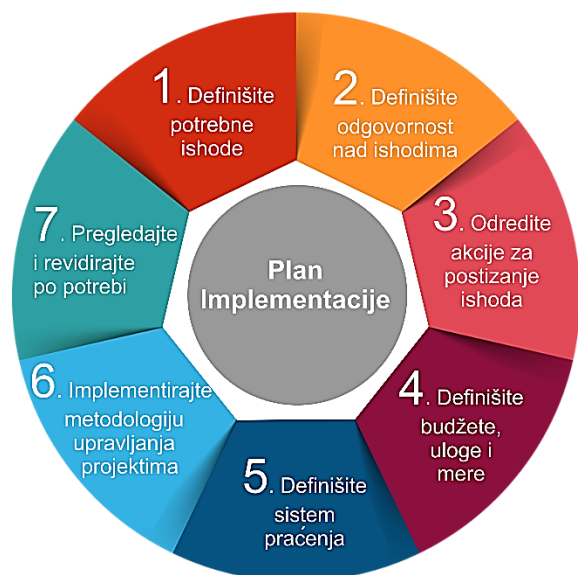 1. Definišite
potrebne
ishode
2. Definišite
odgovornost
nad ishodima
3. Odredite
akcije za
postizanje
ishoda
4. Definišite
budžete,
uloge i
mere
5. Definišite
sistem
praćenja
6. Implementirajte
metodologiju
upravljanja
projektima
7. Pregledajte
i revidirajte
po potrebi
Plan
Implementacije